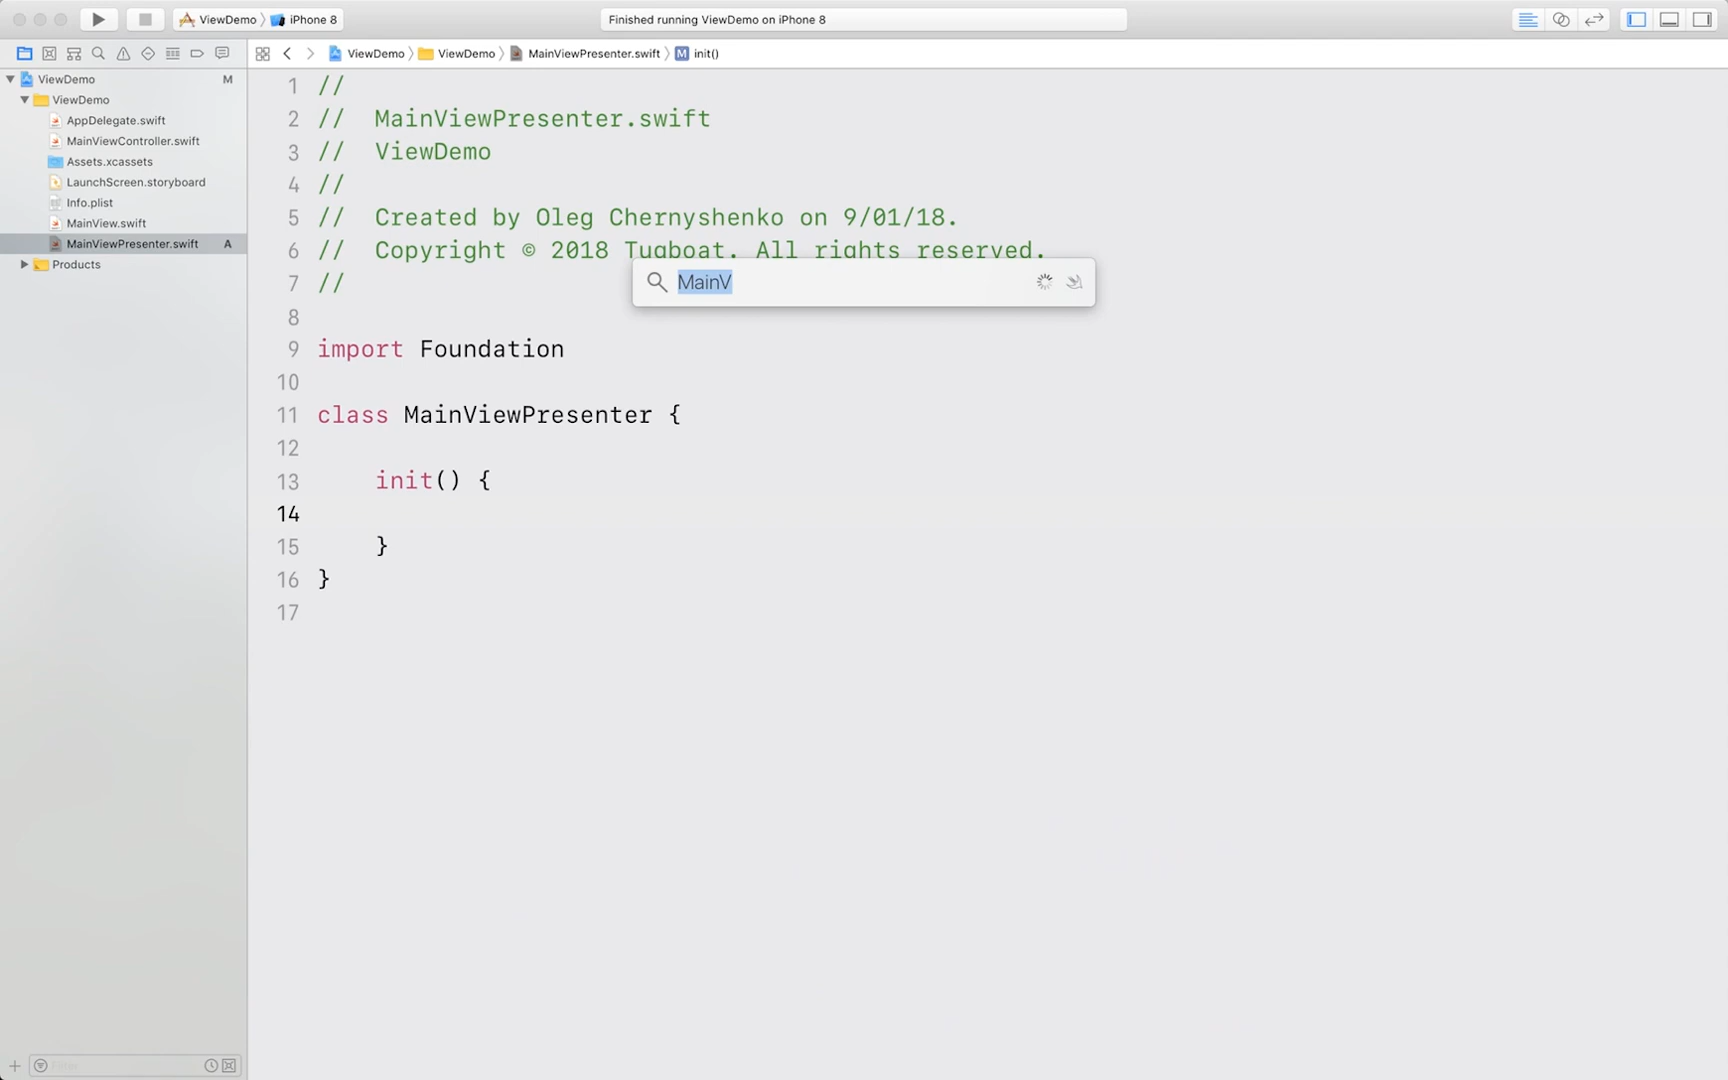 ViewDemo iPhone 8
Finished running ViewDemo on iPhone 8
ViewDemo ViewDemo MainViewPresenter.swift M init()
ViewDemo M
ViewDemo
AppDelegate.swift
MainViewController.swift
Assets.xcassets
LaunchScreen.storyboard
Info.plist
MainView.swift
MainViewPresenter.swift A
Products
1 //
2 // MainViewPresenter.swift
3 // ViewDemo
4 //
5 // Created by Oleg Chernyshenko on 9/01/18.
6 // Copyright © 2018 Tugboat. All rights reserved.
7 //
MainV
8
9 import Foundation
10
11 class MainViewPresenter {
12
13 init() {
14
15 }
16 }
17